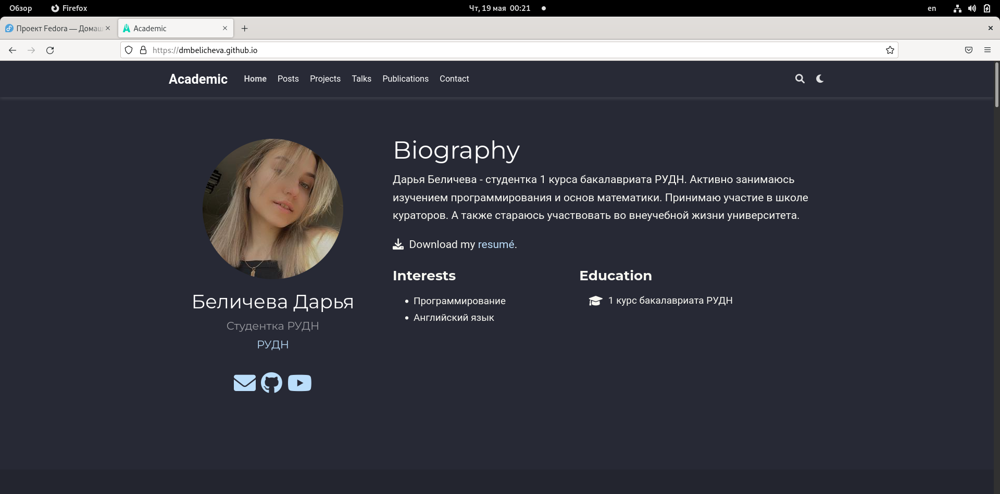 Обзор
Firefox
Чт, 19 мая 00:21
en
Проект Fedora — Домаш
Academic
https://dmbelicheva.github.io
Academic
Home
Posts
Projects
Talks
Publications
Contact
Biography
Дарья Беличева - студентка 1 курса бакалавриата РУДН. Активно занимаюсь
изучением программирования и основ математики. Принимаю участие в школе
кураторов. А также стараюсь участвовать во внеучебной жизни университета.
Download my resumé.
Interests
Программирование
Английский язык
Education
1 курс бакалавриата РУДН
Беличева Дарья
Студентка РУДН
РУДН